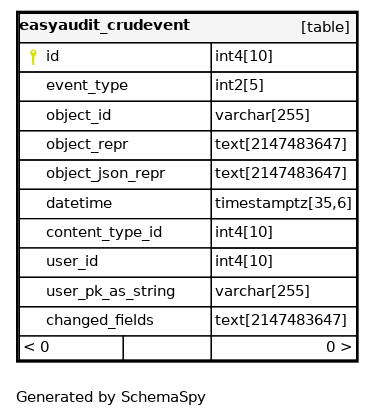 easyaudit_crudevent [table]
id int4[10]
event_type int2[5]
object_id varchar[255]
object_repr text[2147483647]
object_json_repr text[2147483647]
datetime timestamptz[35,6]
content_type_id int4[10]
user_id int4[10]
user_pk_as_string varchar[255]
changed_fields text[2147483647]
< 0 0 >
Generated by SchemaSpy